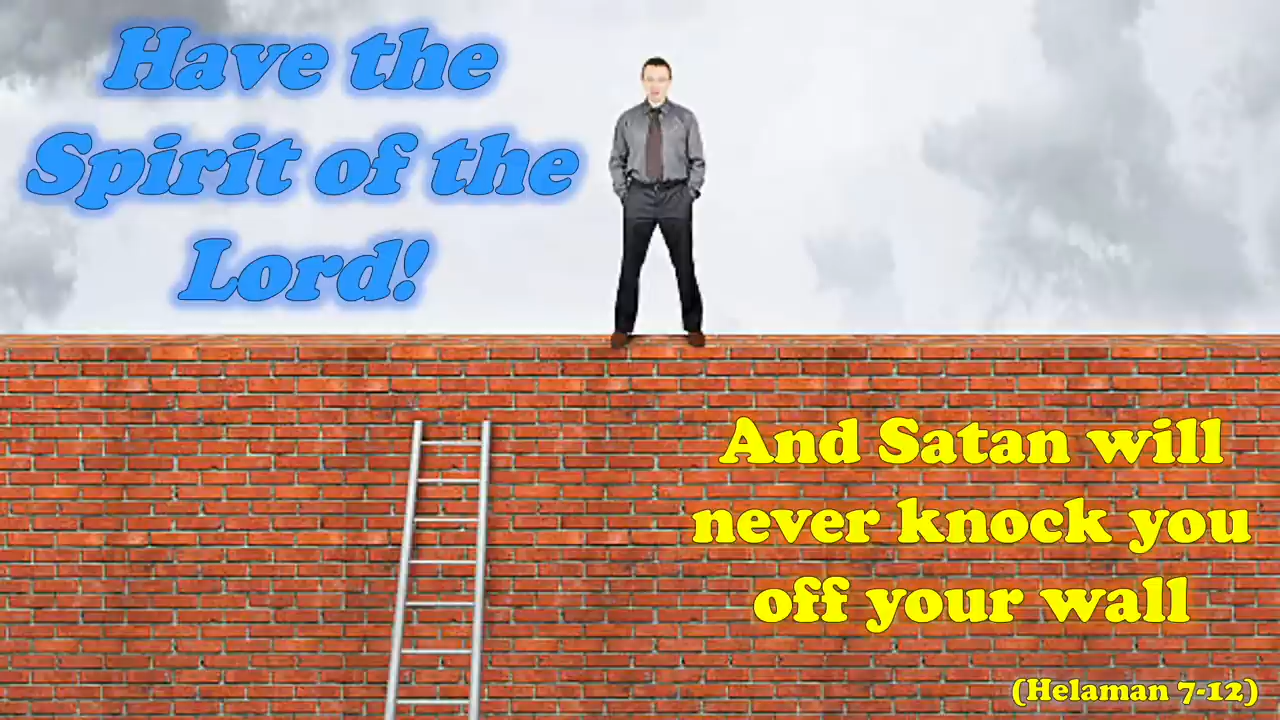 Have the
Spirit of the
Lord!
And Satan will
never knock you
off your wall
(Helaman 7-12)